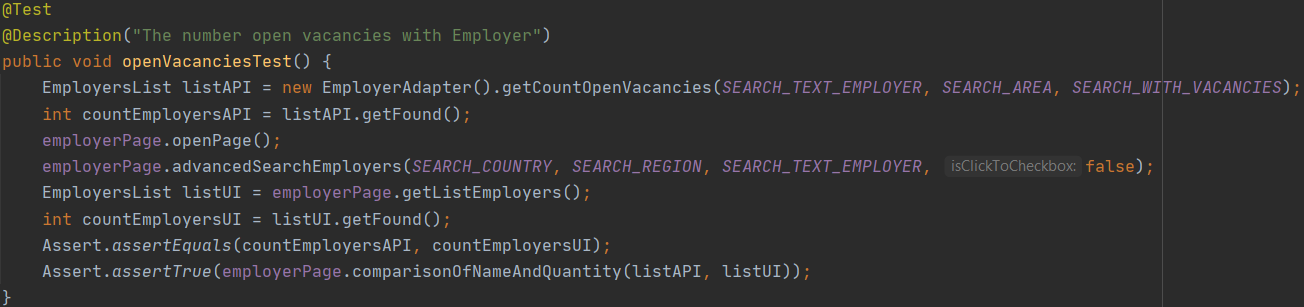 @Test
@Description("The number open vacancies with Employer")
public void openVacanciesTest() {
EmployersList listAPI = new EmployerAdapter().getCountOpenVacancies(SEARCH_TEXT_EMPLOYER, SEARCH_AREA, SEARCH_WITH_VACANCIES);
int countEmployersAPI = listAPI.getFound();
employerPage.openPage();
employerPage.advancedSearchEmployers(SEARCH_COUNTRY, SEARCH_REGION, SEARCH_TEXT_EMPLOYER, isClickToCheckbox: false);
EmployersList listUI = employerPage.getListEmployers();
int countEmployersUI = listUI.getFound();
Assert.assertEquals(countEmployersAPI, countEmployersUI);
Assert.assertTrue(employerPage.comparisonOfNameAndQuantity(listAPI, listUI));
}